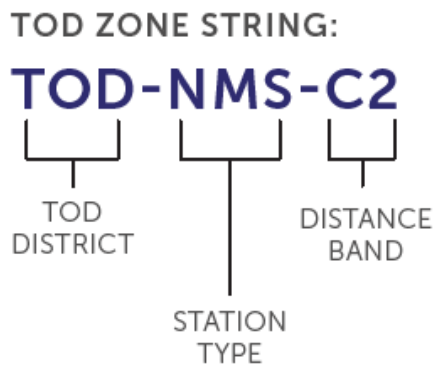 TOD ZONE STRING:
TOD-NMS-C2
TOD
DISTRICT
DISTANCE
BAND
STATION
TYPE